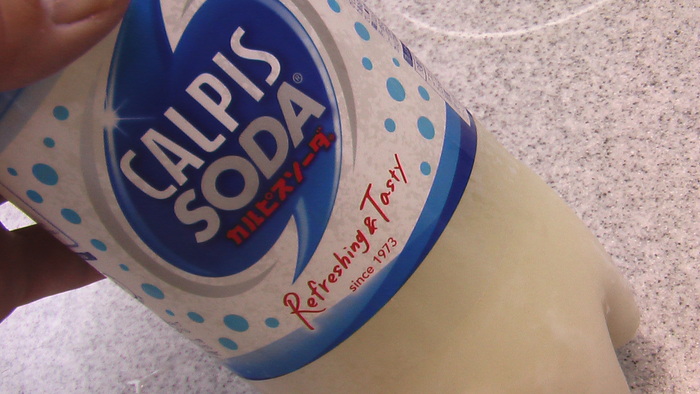 CALPIS
SODA®
カルピスソーダ
Refreshing & Tasty
since 1973